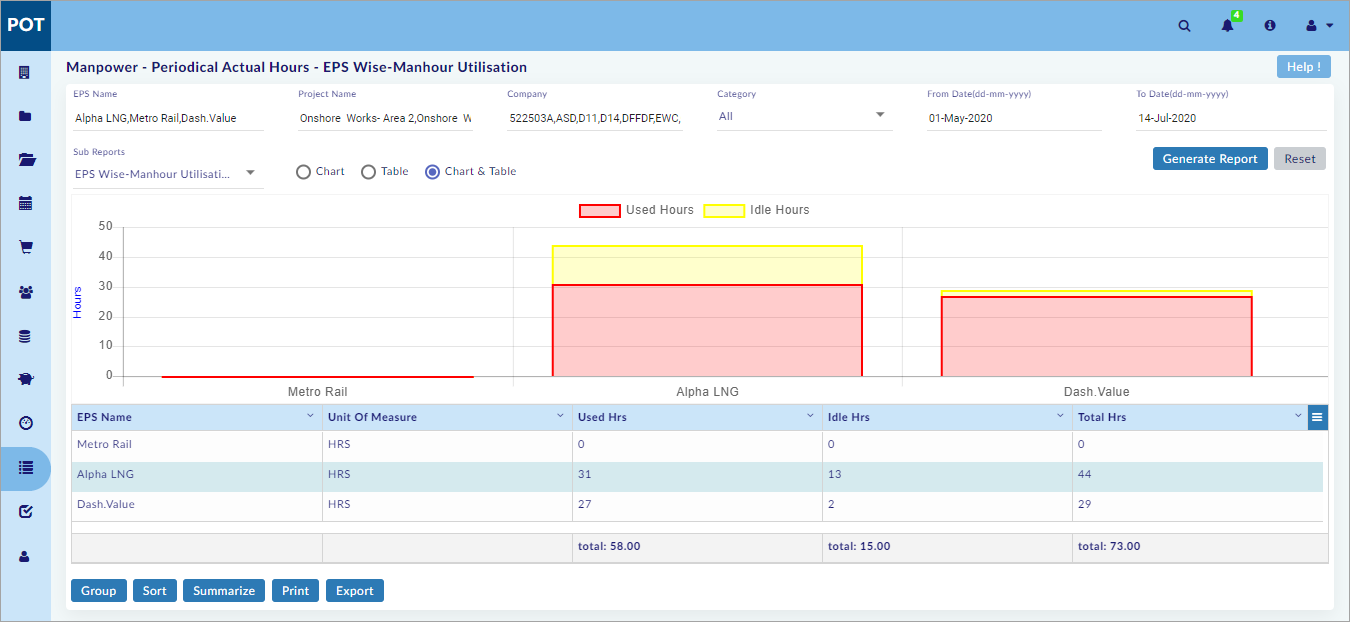 POT
4
Manpower - Periodical Actual Hours - EPS Wise-Manhour Utilisation
Help !
EPS Name Project Name Company Category From Date(dd-mm-yyyy) To Date(dd-mm-yyyy)
Alpha LNG,Metro Rail,Dash.Value Onshore Works- Area 2,Onshore W 522503A,ASD,D11,D14,DFFDF,EWC, All 01-May-2020 14-Jul-2020
Sub Reports
EPS Wise-Manhour Utilisati... Chart Table Chart & Table
Generate Report Reset
Used Hours Idle Hours
50
40
30
20
10
0
Hours
Metro Rail Alpha LNG Dash.Value
EPS Name Unit Of Measure Used Hrs Idle Hrs Total Hrs
Metro Rail HRS 0 0 0
Alpha LNG HRS 31 13 44
Dash.Value HRS 27 2 29
total: 58.00 total: 15.00 total: 73.00
Group Sort Summarize Print Export